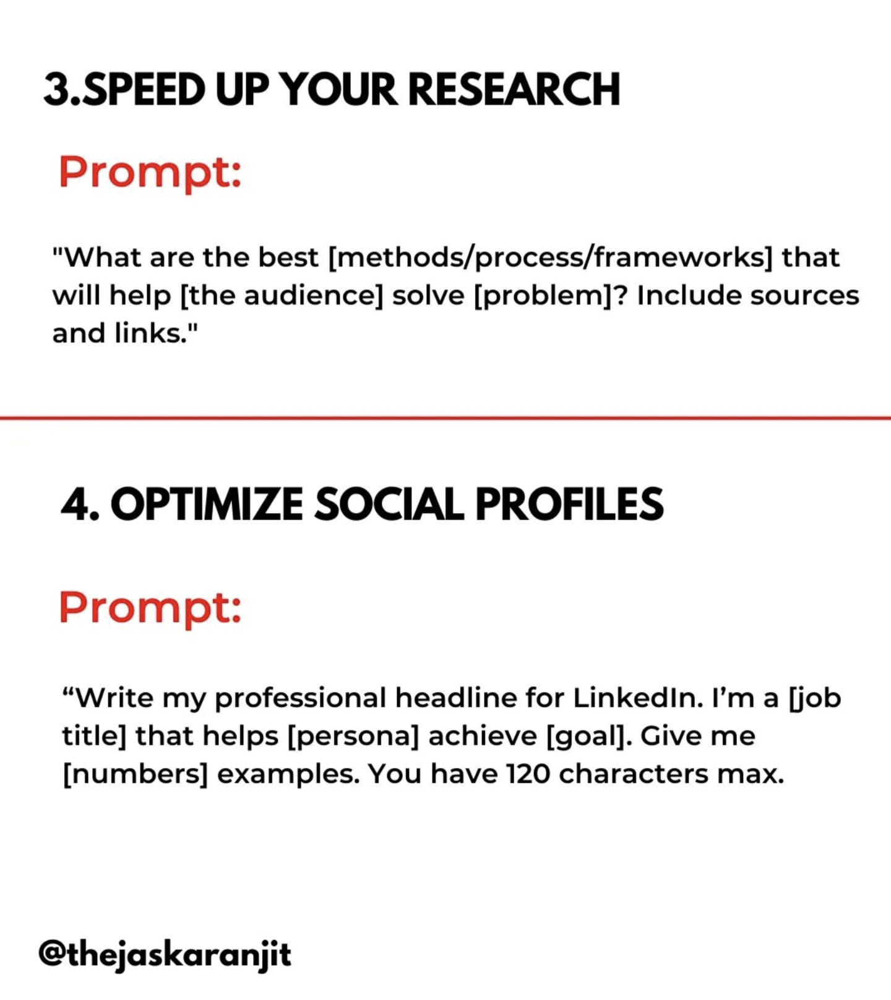 3.SPEED UP YOUR RESEARCH
Prompt:
"What are the best [methods/process/frameworks] that
will help [the audience] solve [problem]? Include sources
and links."
4. OPTIMIZE SOCIAL PROFILES
Prompt:
“Write my professional headline for LinkedIn. I’m a [job
title] that helps [persona] achieve [goal]. Give me
[numbers] examples. You have 120 characters max.
@thejaskaranjit